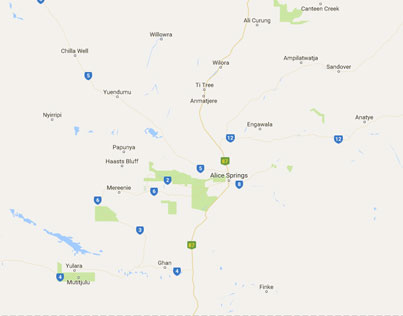 Canteen Creek
Ali Curung
Willowra
Chilla Well
Wilora
Ampilatwatja
Sandover
5
Ti Tree
Yuendumu
Anmatjere
Nyirripi
Anatye
Engawala
12
12
Papunya
Haasts Bluff
87
5
Alice Springs
2
8
Mereenie
6
6
3
87
Yulara
Ghan
4
4
Mutitjulu
Finke